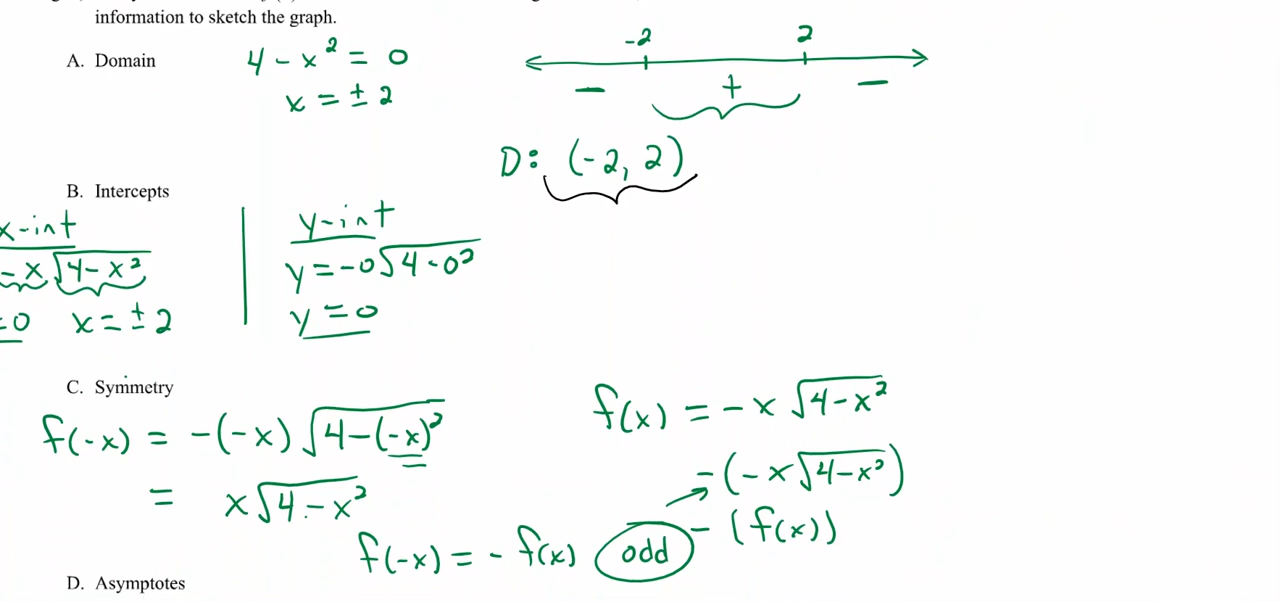 information to sketch the graph.
A. Domain
4 - x² = 0
x = ± 2
-2 2
- + -
D: (-2, 2)
B. Intercepts
x-int
-x√(4-x²)
=0 x = ± 2
y-int
y = -0√(4-0²)
y = 0
C. Symmetry
f(-x) = -(-x)√(4-(-x)²)
= x√(4-x²)
f(-x) = - f(x) odd
f(x) = -x√(4-x²)
-(-x√(4-x²))
-(f(x))
D. Asymptotes